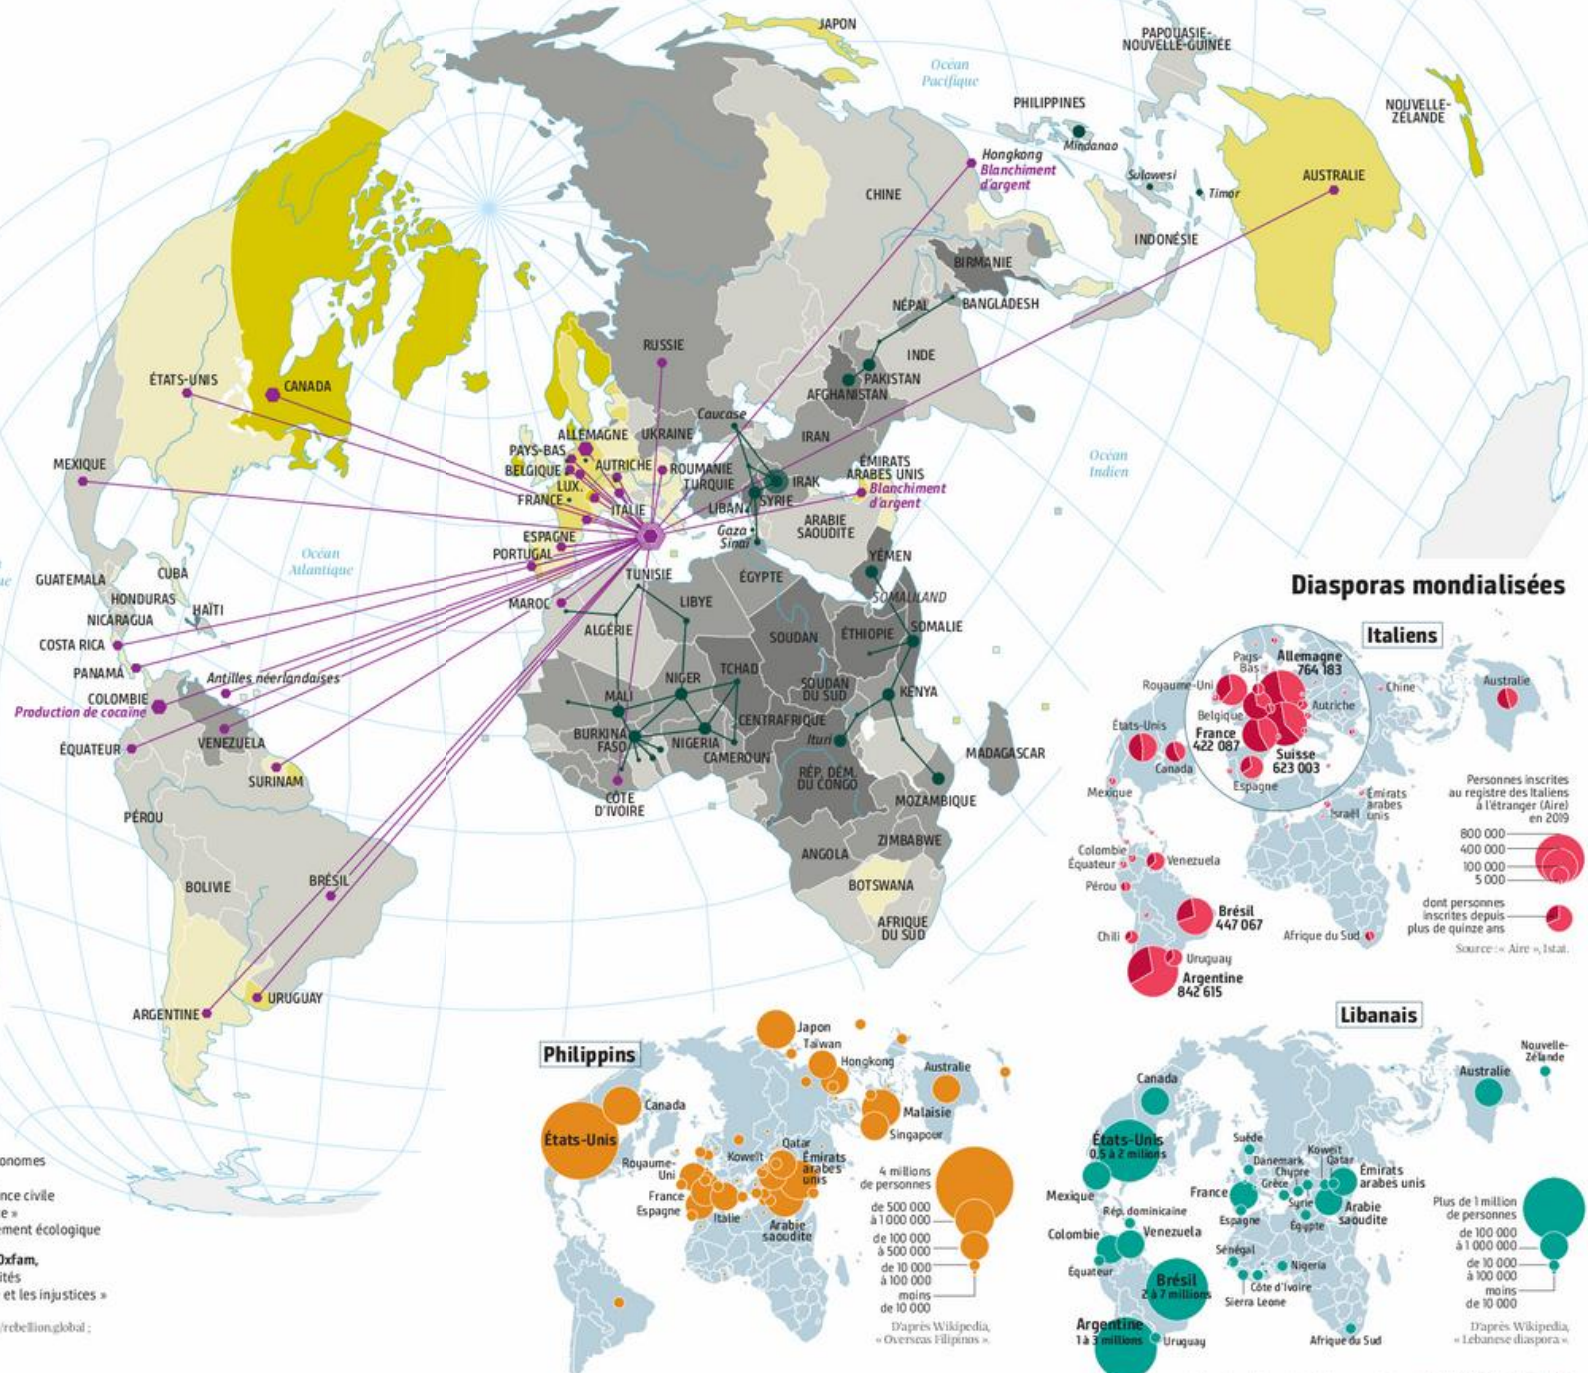 JAPON
PAPOUASIE-
NOUVELLE-GUINÉE
Océan
Pacifique
PHILIPPINES
Mindanao
NOUVELLE-
ZÉLANDE
Hongkong
Blanchiment
d'argent
Sulawesi
Timor
AUSTRALIE
CHINE
INDONÉSIE
BIRMANIE
NÉPAL
BANGLADESH
RUSSIE
INDE
ÉTATS-UNIS
CANADA
PAKISTAN
AFGHANISTAN
Caucase
ALLEMAGNE
UKRAINE
IRAN
PAYS-BAS
BELGIQUE
AUTRICHE
ROUMANIE
ÉMIRATS
ARABES UNIS
Océan
Indien
MEXIQUE
LUX.
TURQUIE
IRAK
Blanchiment
d'argent
FRANCE
SYRIE
ITALIE
LIBAN
ARABIE
SAOUDITE
Gaza
Sinaï
ESPAGNE
PORTUGAL
Océan
Atlantique
YÉMEN
CUBA
GUATEMALA
TUNISIE
ÉGYPTE
SOMALILAND
HONDURAS
HAÏTI
MAROC
LIBYE
NICARAGUA
ALGÉRIE
SOUDAN
ÉTHIOPIE
SOMALIE
COSTA RICA
PANAMÁ
Antilles néerlandaises
TCHAD
NIGER
SOUDAN
DU SUD
KENYA
COLOMBIE
Production de cocaïne
MALI
CENTRAFRIQUE
VENEZUELA
BURKINA
FASO
NIGERIA
Ituri
ÉQUATEUR
CAMEROUN
MADAGASCAR
SURINAM
RÉP. DÉM.
DU CONGO
CÔTE
D'IVOIRE
MOZAMBIQUE
PÉROU
ZIMBABWE
ANGOLA
BOLIVIE
BRÉSIL
BOTSWANA
AFRIQUE
DU SUD
URUGUAY
ARGENTINE
Diasporas mondialisées
Italiens
Pays-
Bas
Allemagne
764 183
Royaume-Uni
Chine
Australie
Belgique
Autriche
États-Unis
France
422 087
Suisse
623 003
Canada
Espagne
Mexique
Émirats
arabes
unis
Israël
Personnes inscrites
au registre des Italiens
à l'étranger (Aire)
en 2019
800 000
400 000
100 000
5 000
Colombie
Équateur
Venezuela
Pérou
dont personnes
inscrites depuis
plus de quinze ans
Brésil
447 067
Chili
Afrique du Sud
Source : « Aire », Istat.
Uruguay
Argentine
842 615
Philippins
Japon
Taïwan
Hongkong
Australie
Canada
Malaisie
États-Unis
Singapour
Qatar
Royaume-
Uni
Koweït
Émirats
arabes
unis
France
Espagne
Italie
Arabie
saoudite
4 millions
de personnes
de 500 000
à 1 000 000
de 100 000
à 500 000
de 10 000
à 100 000
moins
de 10 000
D'après Wikipedia,
« Overseas Filipinos ».
Libanais
Nouvelle-
Zélande
Canada
Australie
États-Unis
0,5 à 2 millions
Suède
Koweït
Danemark
Qatar
Chypre
Émirats
arabes unis
Grèce
Mexique
France
Syrie
Arabie
saoudite
Rép. dominicaine
Espagne
Égypte
Plus de 1 million
de personnes
de 100 000
à 1 000 000
de 10 000
à 100 000
moins
de 10 000
Colombie
Venezuela
Sénégal
Équateur
Nigeria
Brésil
2 à 7 millions
Côte d'Ivoire
Sierra Leone
Argentine
1 à 3 millions
Uruguay
Afrique du Sud
D'après Wikipedia,
« Lebanese diaspora ».
onomes
nce civile
e »
ement écologique
Oxfam,
ités
et les injustices »
/rebellion.global ;